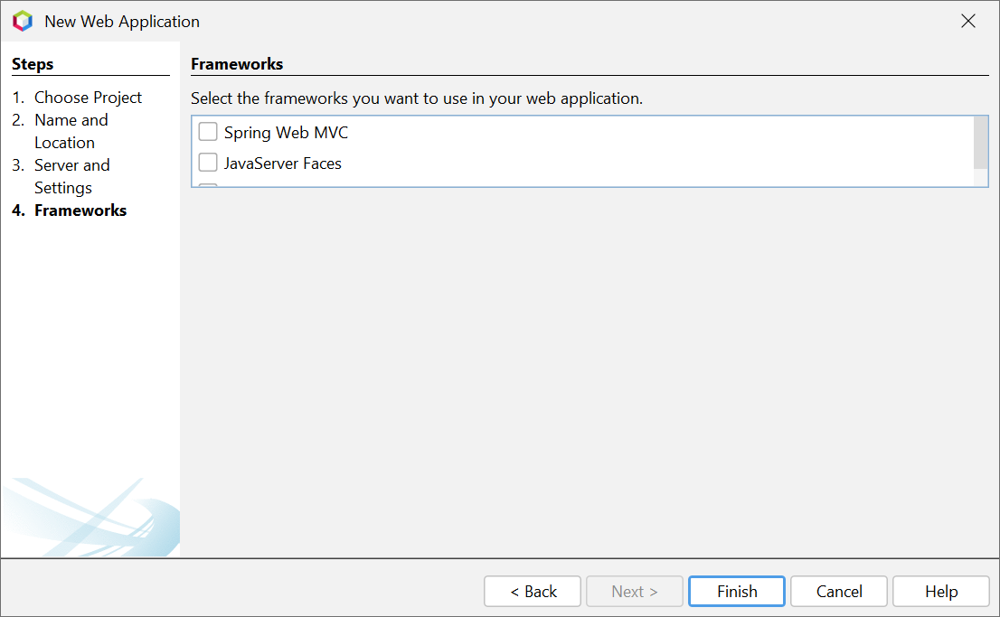 New Web Application
Steps
1. Choose Project
2. Name and
Location
3. Server and
Settings
4. Frameworks
Frameworks
Select the frameworks you want to use in your web application.
Spring Web MVC
JavaServer Faces
< Back
Next >
Finish
Cancel
Help